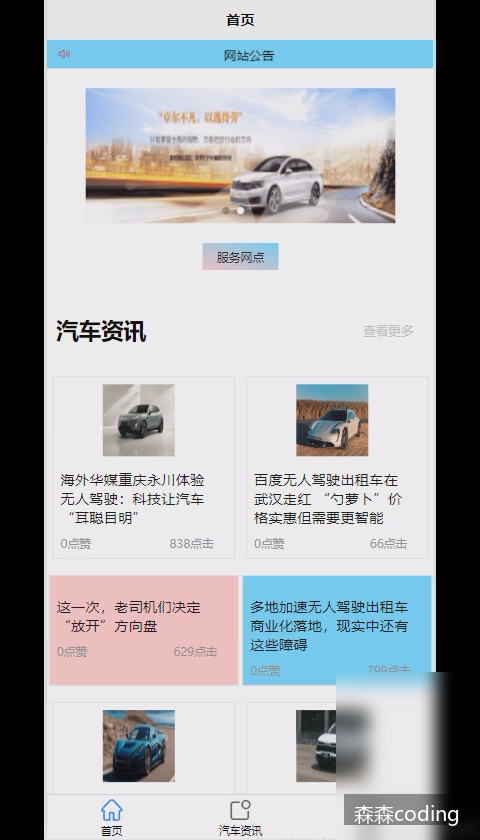 首页
网站公告
“卓尔不凡，以逸待劳”
服务网点
汽车资讯
查看更多
海外华媒重庆永川体验
无人驾驶：科技让汽车
“耳聪目明”
0点赞
838点击
百度无人驾驶出租车在
武汉走红 “勺萝卜”价
格实惠但需要更智能
0点赞
66点击
这一次，老司机们决定
“放开”方向盘
0点赞
629点击
多地加速无人驾驶出租车
商业化落地，现实中还有
这些障碍
0点赞
799点击
首页
汽车资讯
森森coding